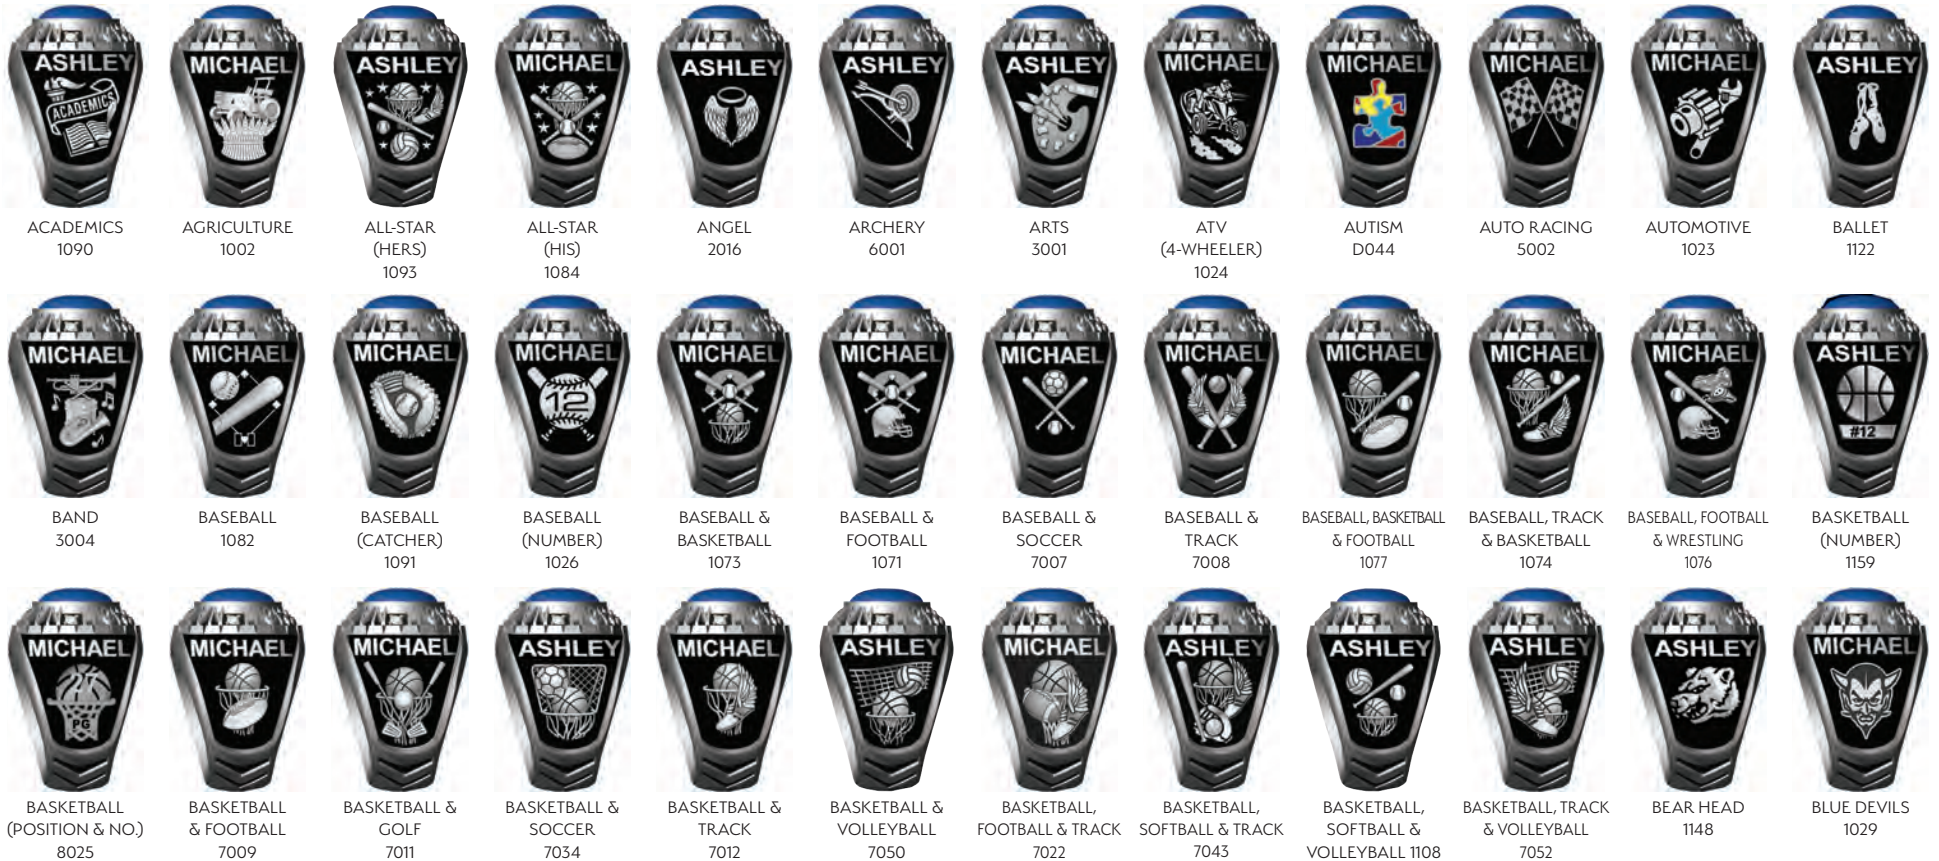 ASHLEY MICHAEL ASHLEY MICHAEL ASHLEY ASHLEY ASHLEY MICHAEL MICHAEL MICHAEL MICHAEL ASHLEY
ACADEMICS
ACADEMICS AGRICULTURE ALL-STAR ALL-STAR ANGEL ARCHERY ARTS ATV AUTISM AUTO RACING AUTOMOTIVE BALLET
1090 1002 (HERS) (HIS) 2016 6001 3001 (4-WHEELER) D044 5002 1023 1122
1093 1084 1024
MICHAEL MICHAEL MICHAEL MICHAEL MICHAEL MICHAEL MICHAEL MICHAEL MICHAEL MICHAEL MICHAEL ASHLEY
12 #12
BAND BASEBALL BASEBALL BASEBALL BASEBALL & BASEBALL & BASEBALL & BASEBALL & BASEBALL, BASKETBALL BASEBALL, TRACK BASEBALL, FOOTBALL BASKETBALL
3004 1082 (CATCHER) (NUMBER) BASKETBALL FOOTBALL SOCCER TRACK & FOOTBALL & BASKETBALL & WRESTLING (NUMBER)
1091 1026 1073 1071 7007 7008 1077 1074 1076 1159
MICHAEL MICHAEL MICHAEL ASHLEY MICHAEL ASHLEY MICHAEL ASHLEY ASHLEY ASHLEY ASHLEY MICHAEL
PG
BASKETBALL BASKETBALL BASKETBALL & BASKETBALL & BASKETBALL & BASKETBALL & BASKETBALL, BASKETBALL, BASKETBALL, BASKETBALL, TRACK BEAR HEAD BLUE DEVILS
(POSITION & NO.) & FOOTBALL GOLF SOCCER TRACK VOLLEYBALL FOOTBALL & TRACK SOFTBALL & TRACK SOFTBALL & & VOLLEYBALL 1148 1029
8025 7009 7011 7034 7012 7050 7022 7043 VOLLEYBALL 1108 7052